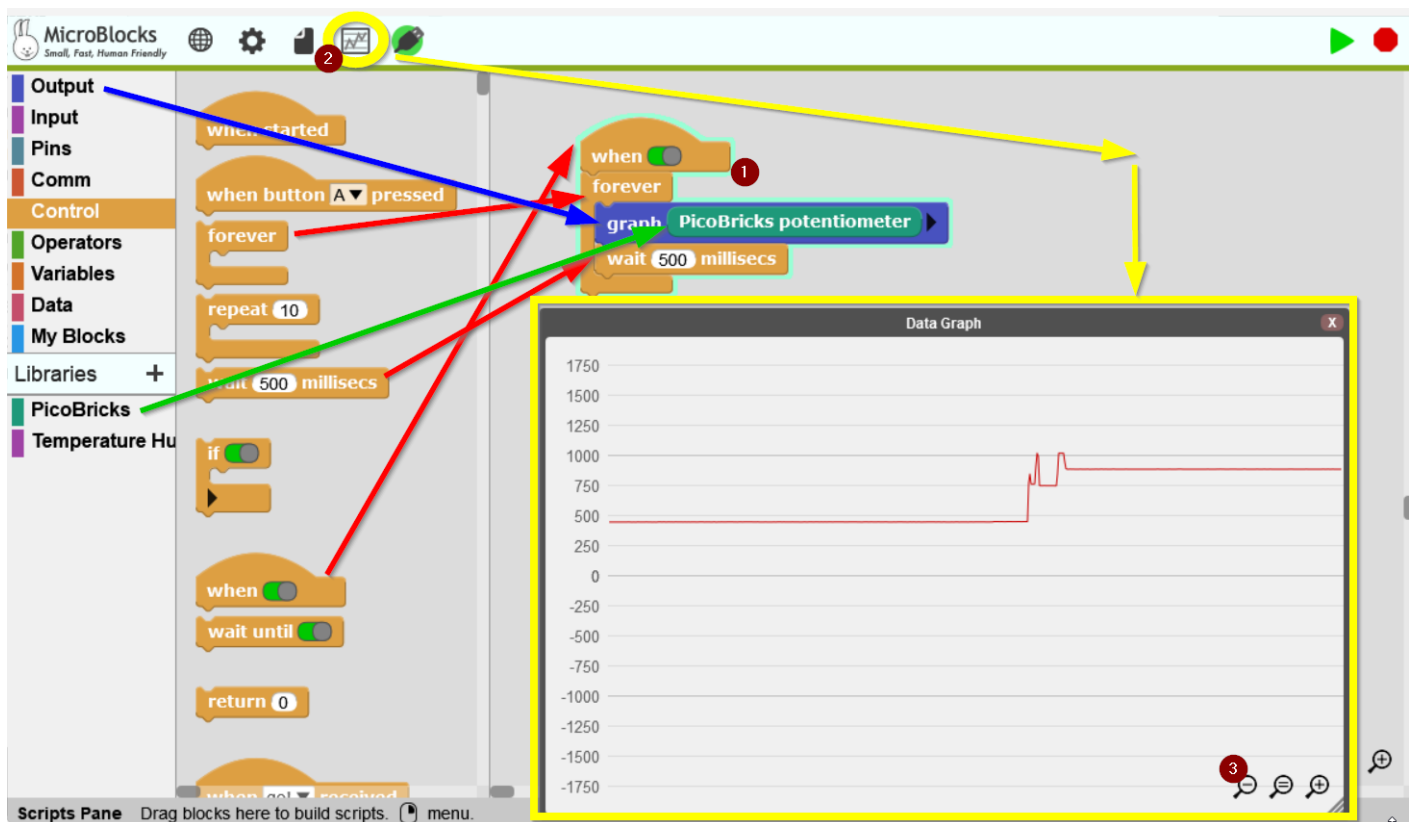 MicroBlocks
Small, Fast, Human Friendly
2
Output
Input
Pins
Comm
Control
Operators
Variables
Data
My Blocks
Libraries +
PicoBricks
Temperature Hu
when started
when button A▼ pressed
forever
repeat 10
wait 500 millisecs
if
when
wait until
return 0
when go! ▼ received
when
1
forever
graph PicoBricks potentiometer
wait 500 millisecs
Data Graph X
1750
1500
1250
1000
750
500
250
0
-250
-500
-750
-1000
-1250
-1500
-1750
3
Scripts Pane Drag blocks here to build scripts. menu.